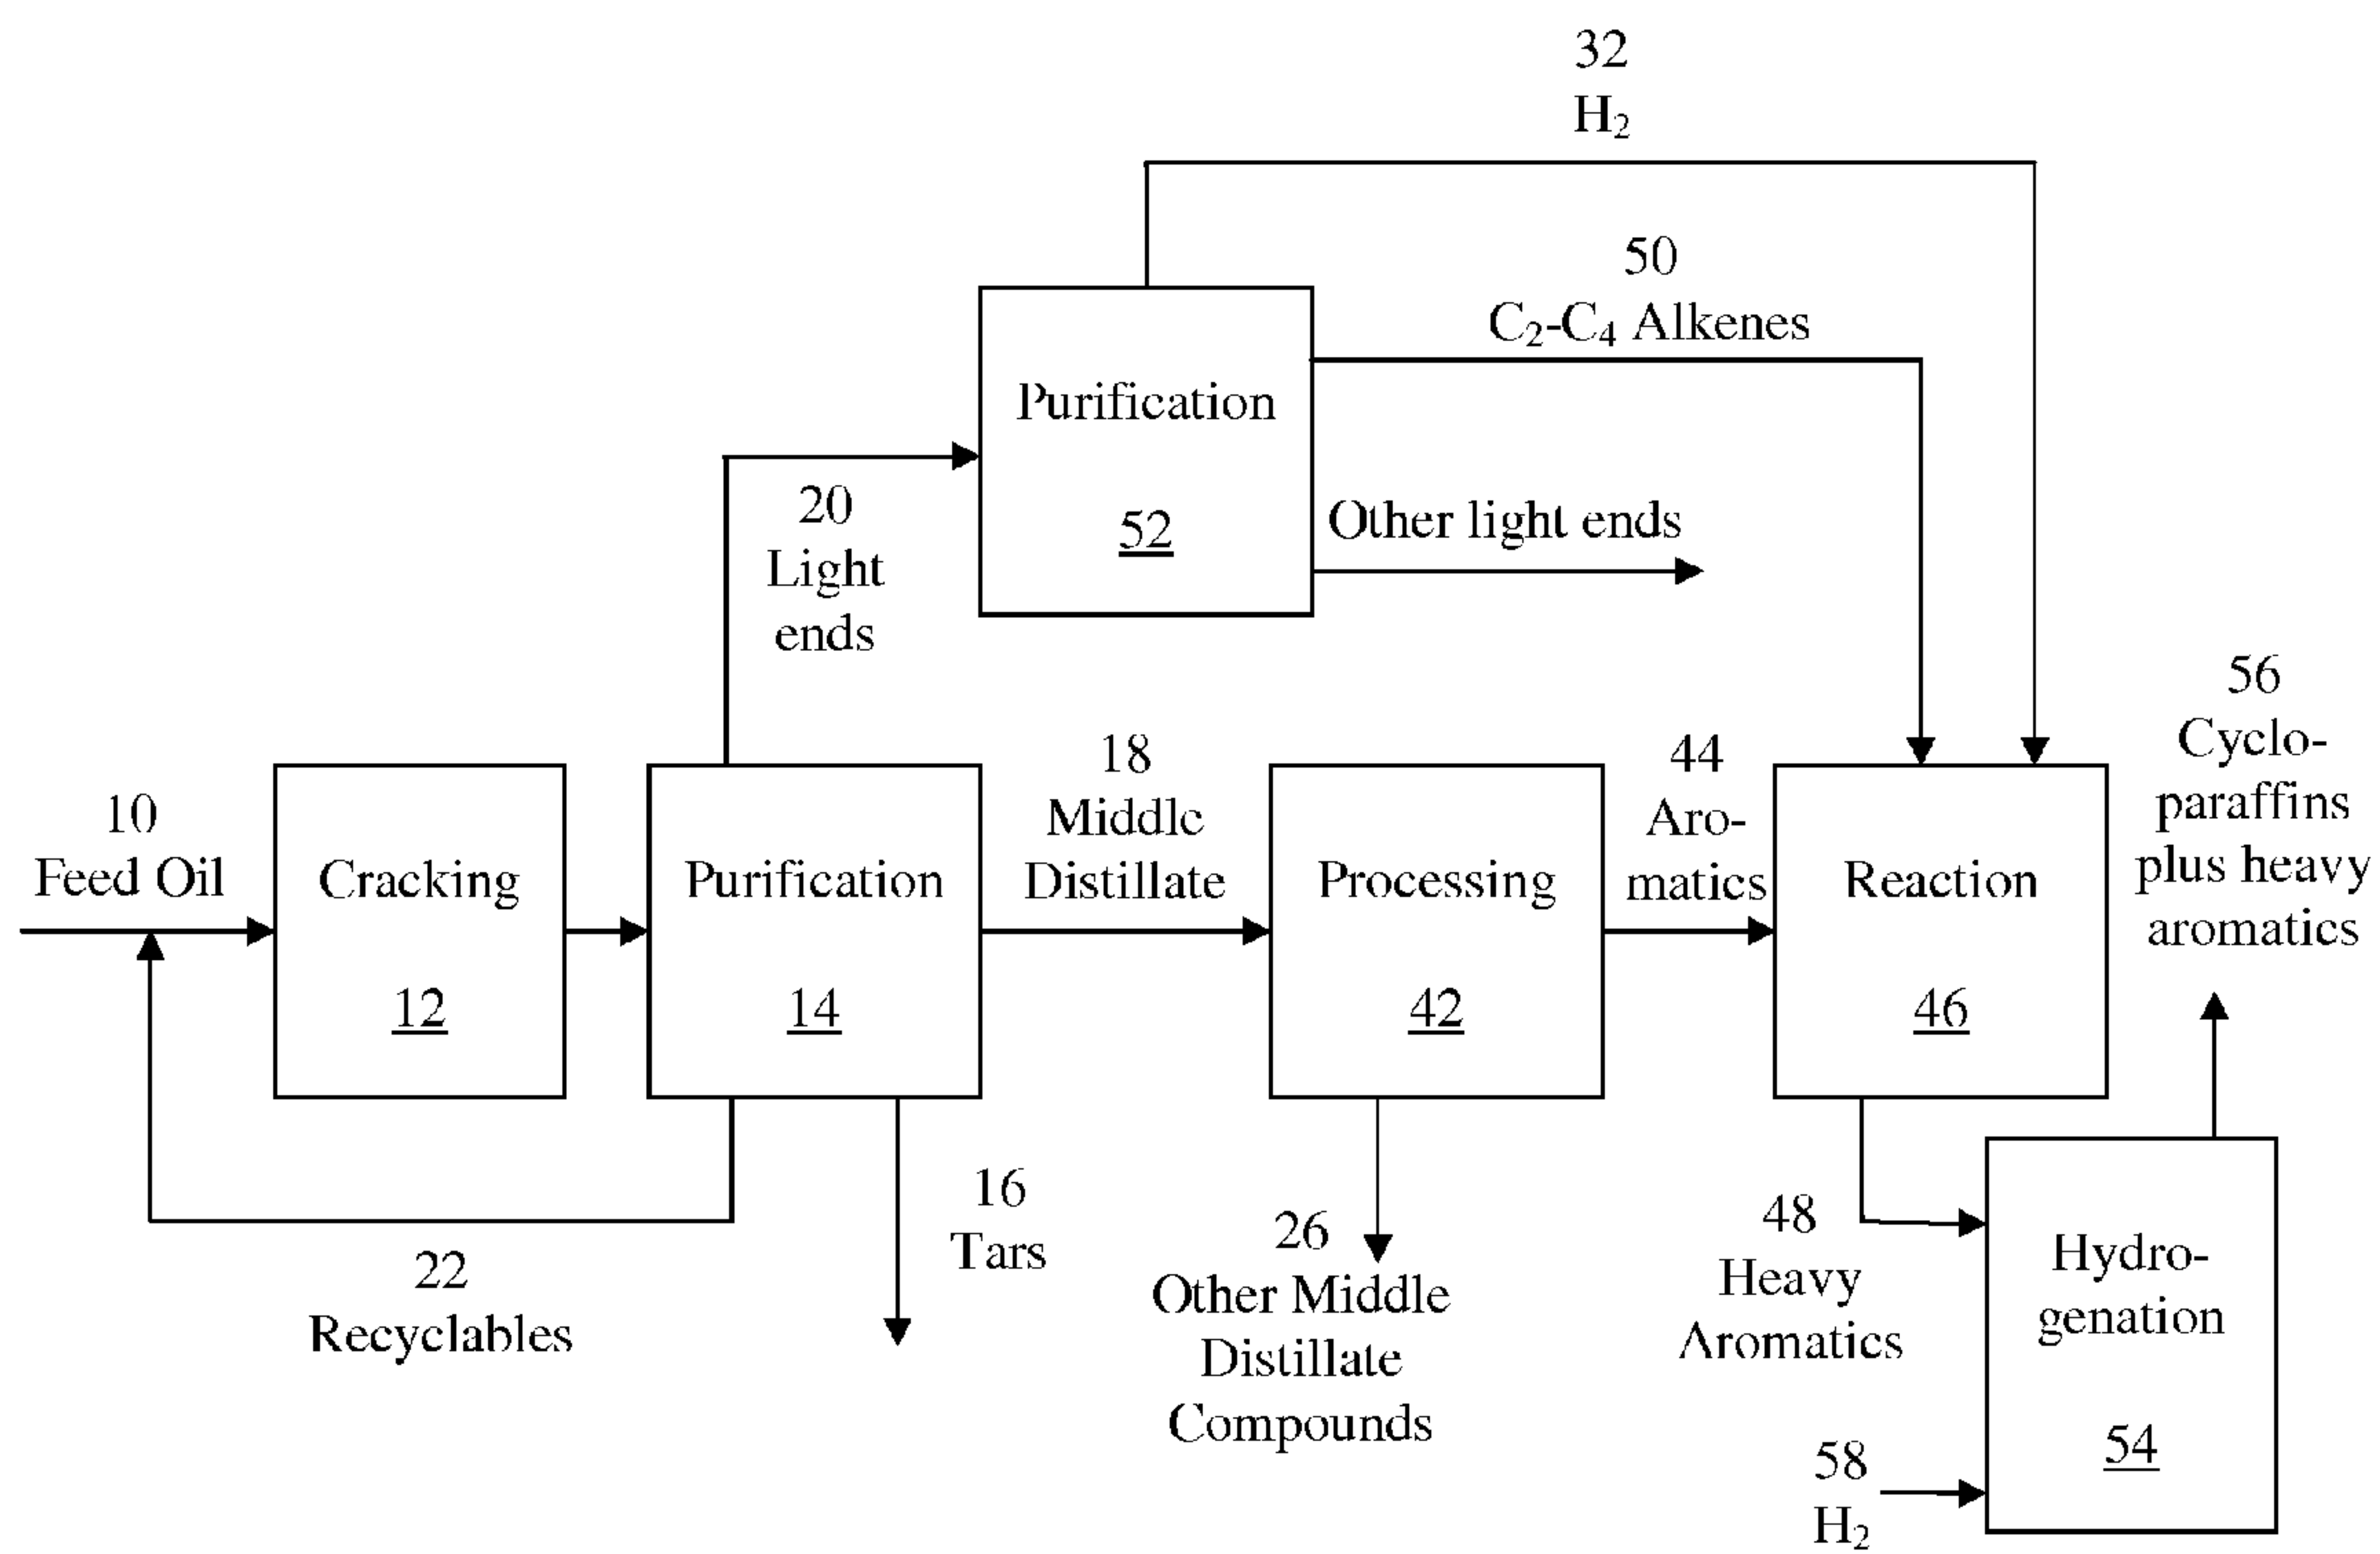 32
H2
50
C2-C4 Alkenes
Purification
52
Other light ends
20
Light
ends
10
Feed Oil
Cracking
12
Purification
14
18
Middle
Distillate
Processing
42
44
Aro-
matics
Reaction
46
56
Cyclo-
paraffins
plus heavy
aromatics
22
Recyclables
16
Tars
26
Other Middle
Distillate
Compounds
48
Heavy
Aromatics
Hydro-
genation
54
58
H2